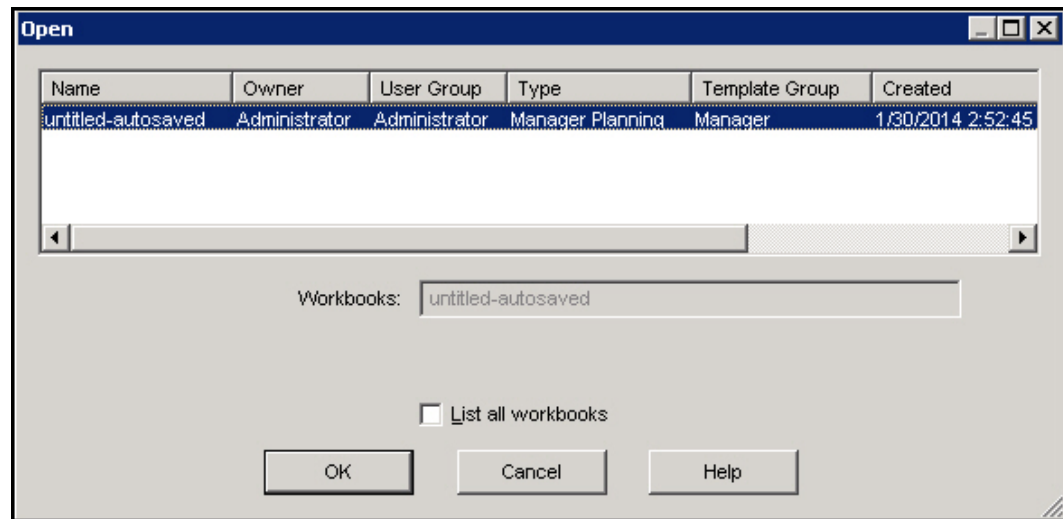 Open
Name Owner User Group Type Template Group Created
untitled-autosaved Administrator Administrator Manager Planning Manager 1/30/2014 2:52:45
Workbooks: untitled-autosaved
List all workbooks
OK Cancel Help